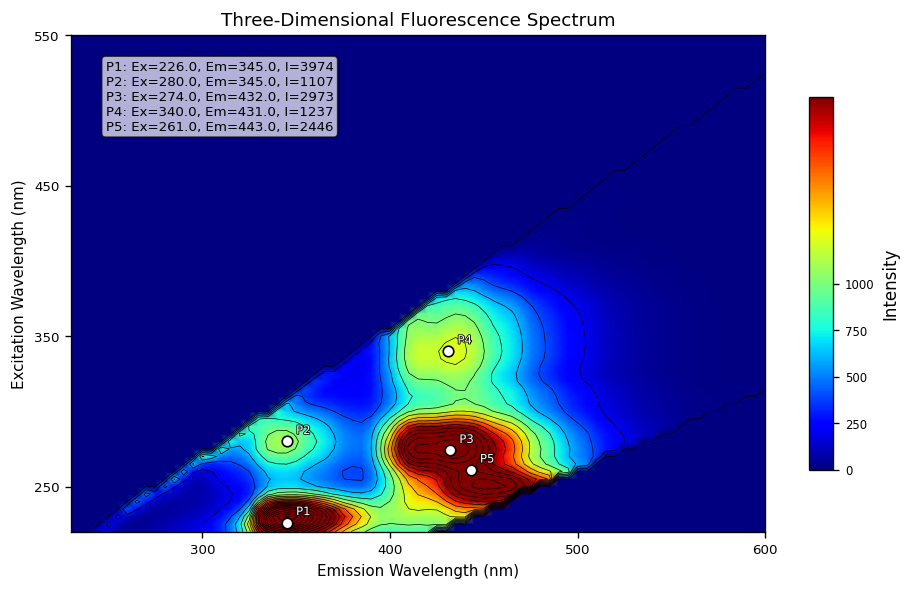 Three-Dimensional Fluorescence Spectrum
P1: Ex=226.0, Em=345.0, I=3974
P2: Ex=280.0, Em=345.0, I=1107
P3: Ex=274.0, Em=432.0, I=2973
P4: Ex=340.0, Em=431.0, I=1237
P5: Ex=261.0, Em=443.0, I=2446
550
450
350
250
Excitation Wavelength (nm)
P4
P2
P3
P5
P1
300
400
500
600
Emission Wavelength (nm)
1000
750
500
250
0
Intensity